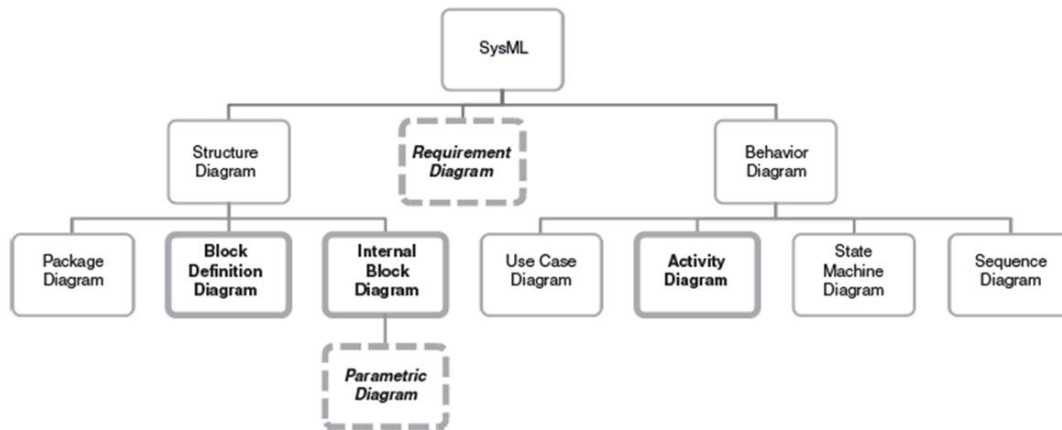 SysML
Structure
Diagram
Requirement
Diagram
Behavior
Diagram
Package
Diagram
Block
Definition
Diagram
Internal
Block
Diagram
Use Case
Diagram
Activity
Diagram
State
Machine
Diagram
Sequence
Diagram
Parametric
Diagram